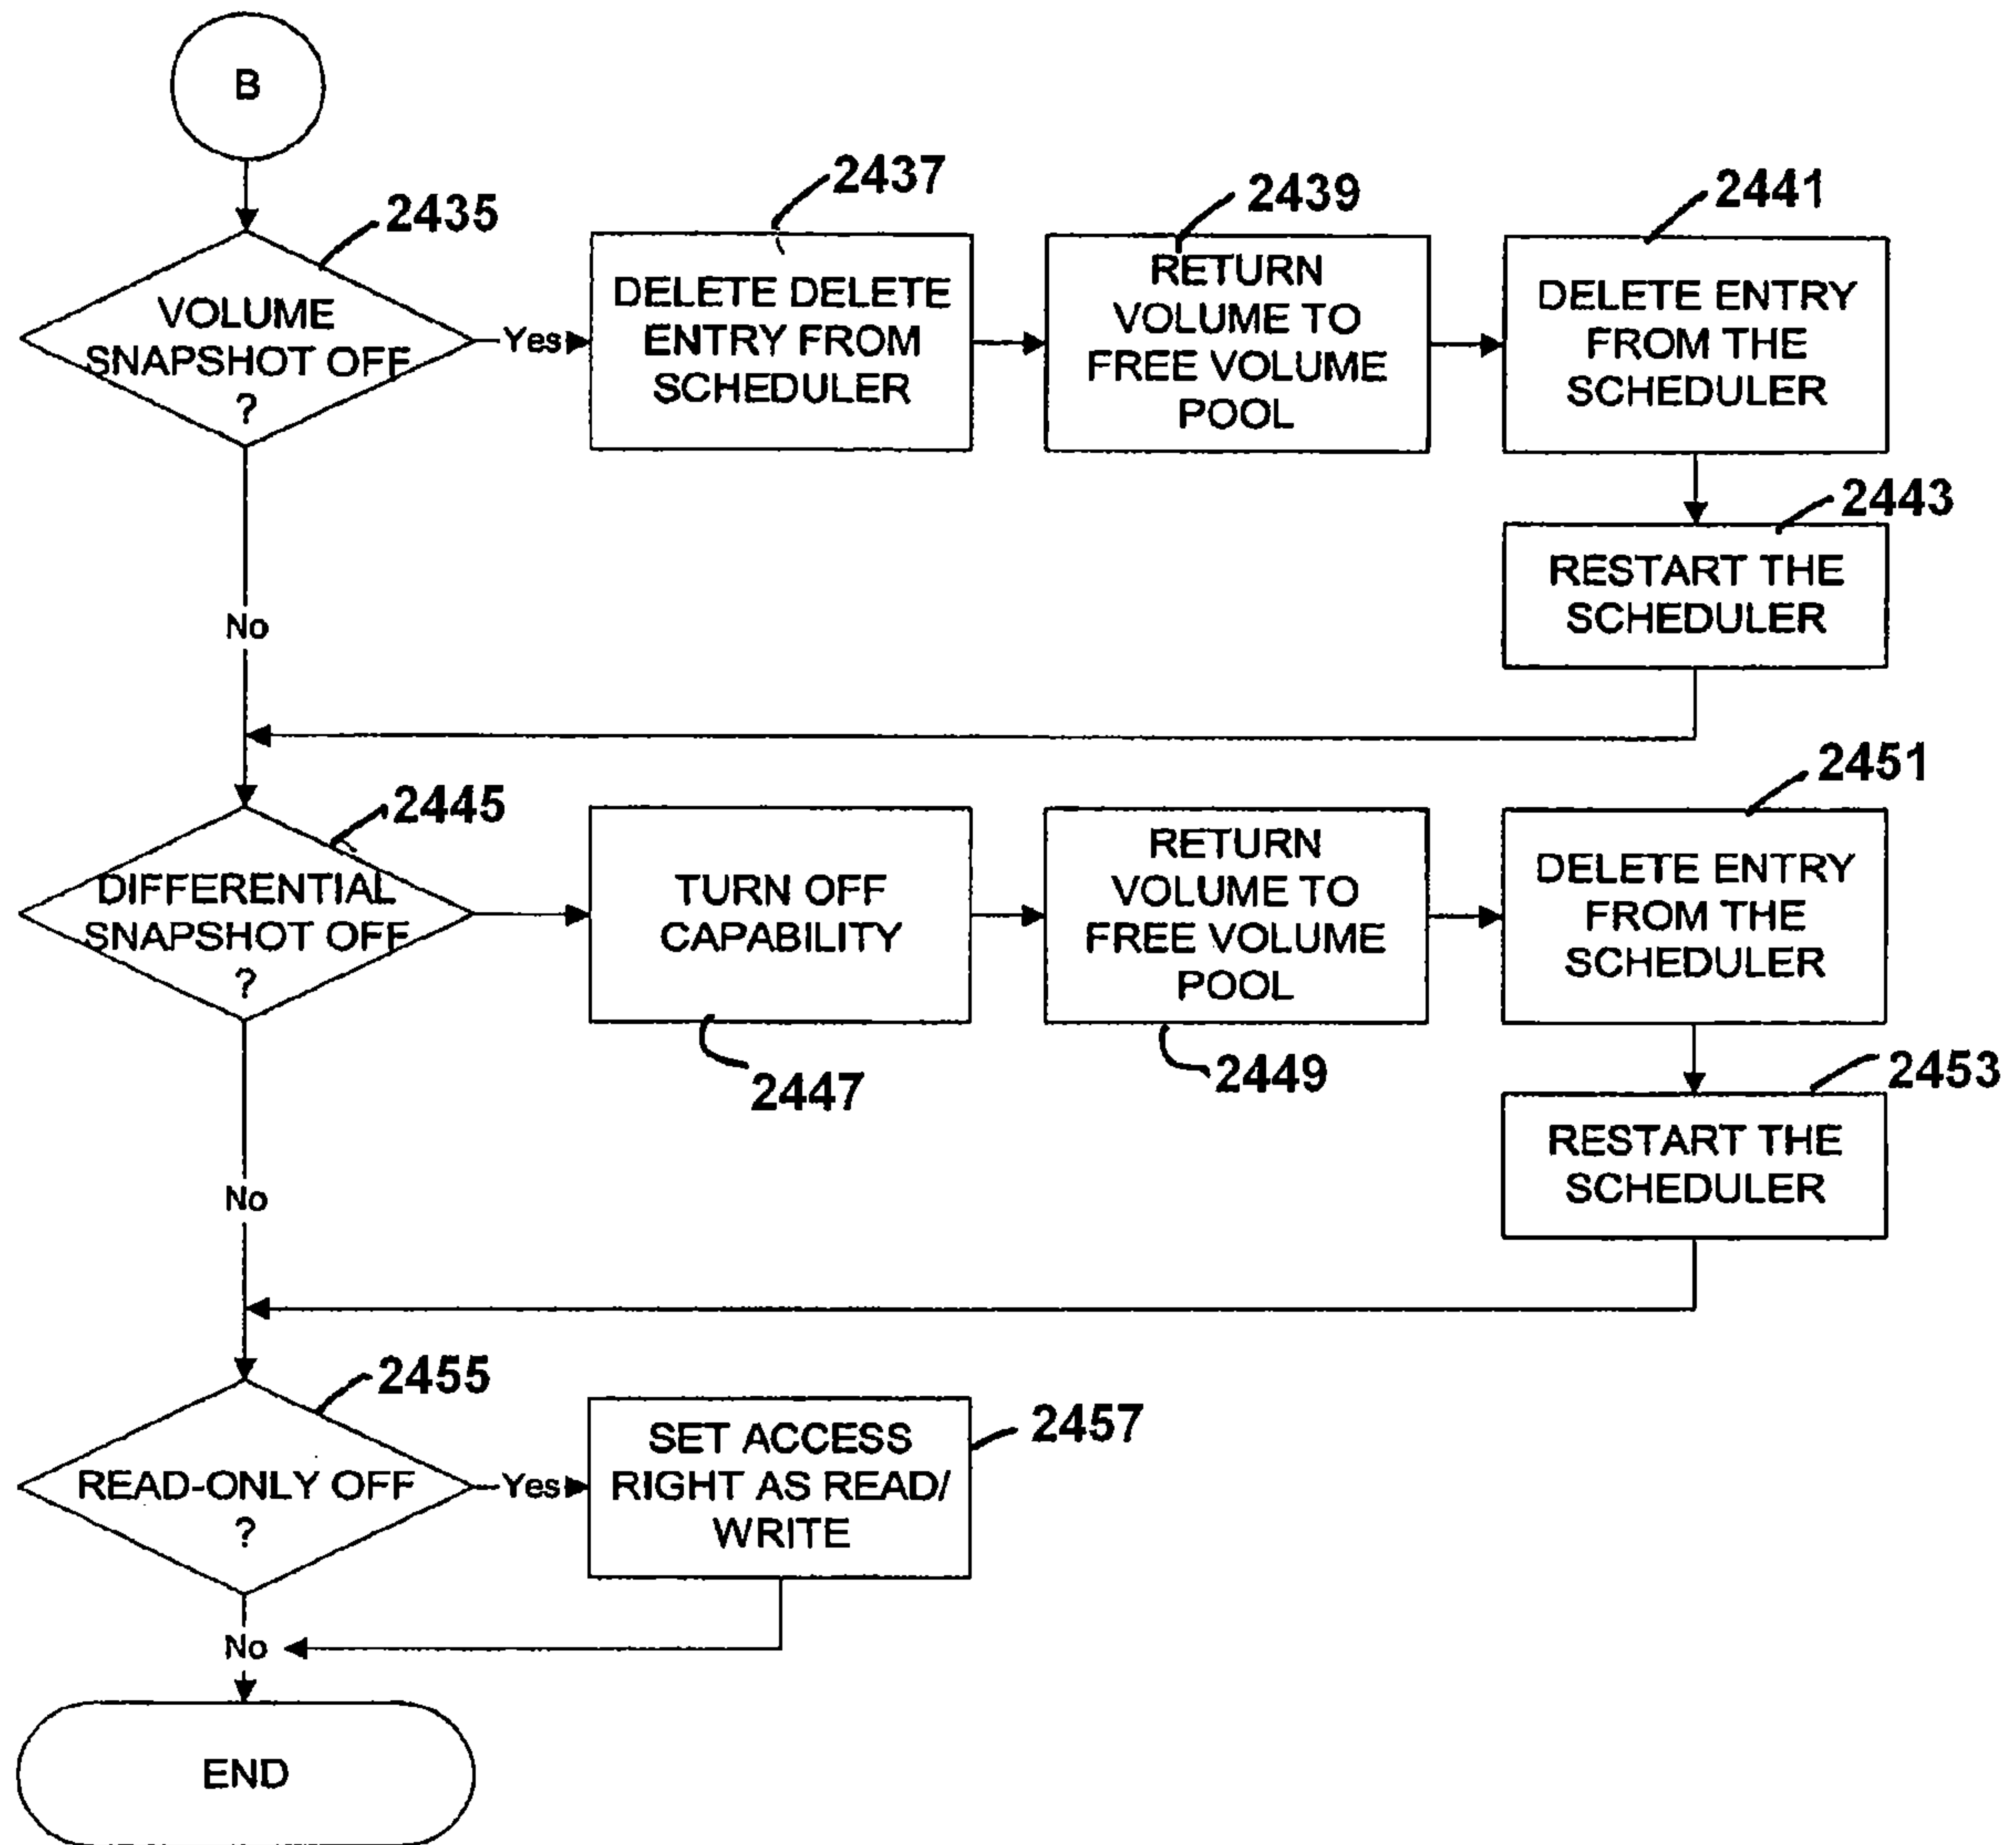 B
2435
VOLUME
SNAPSHOT OFF
?
Yes
2437
DELETE DELETE
ENTRY FROM
SCHEDULER
2439
RETURN
VOLUME TO
FREE VOLUME
POOL
2441
DELETE ENTRY
FROM THE
SCHEDULER
2443
RESTART THE
SCHEDULER
No
2445
DIFFERENTIAL
SNAPSHOT OFF
?
TURN OFF
CAPABILITY
2447
RETURN
VOLUME TO
FREE VOLUME
POOL
2449
2451
DELETE ENTRY
FROM THE
SCHEDULER
2453
RESTART THE
SCHEDULER
No
2455
READ-ONLY OFF
?
Yes
2457
SET ACCESS
RIGHT AS READ/
WRITE
No
END